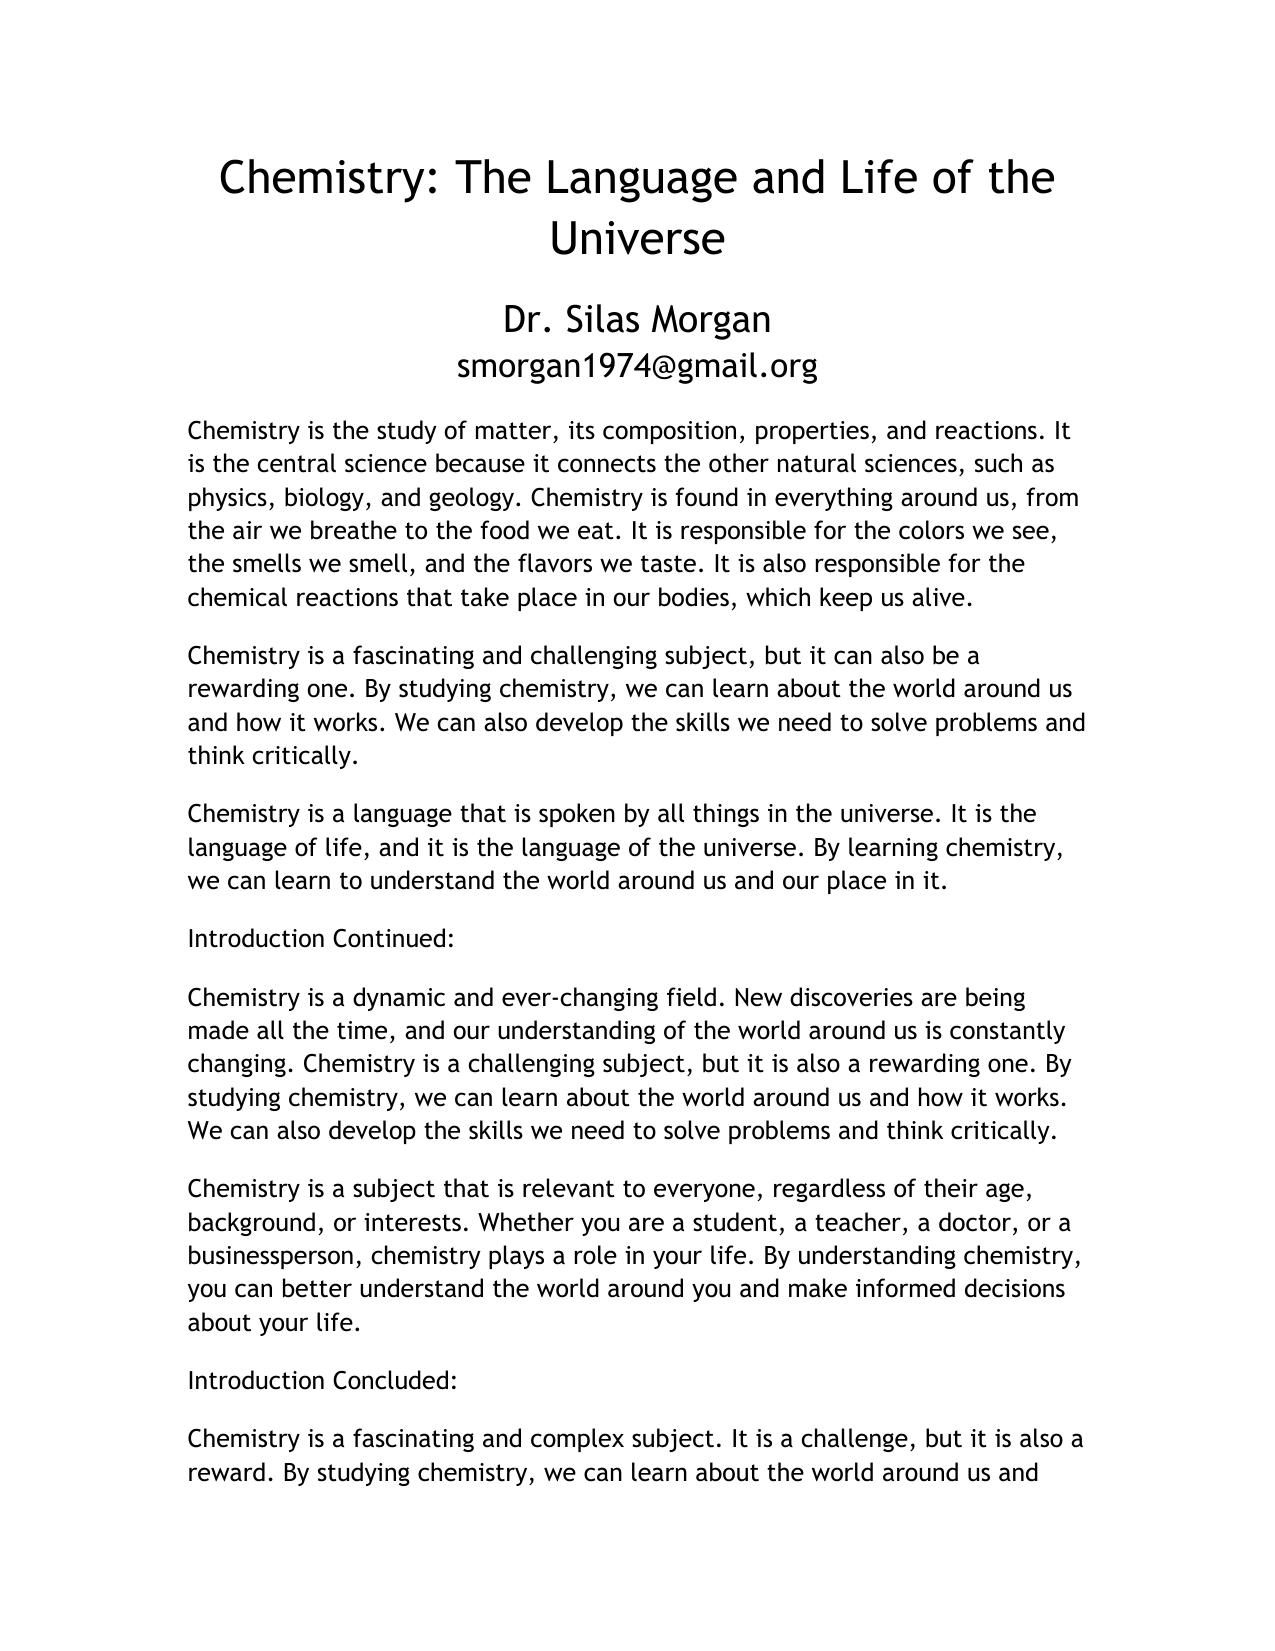 Chemistry: The Language and Life of the
Universe
Dr. Silas Morgan
smorgan1974@gmail.org
Chemistry is the study of matter, its composition, properties, and reactions. It
is the central science because it connects the other natural sciences, such as
physics, biology, and geology. Chemistry is found in everything around us, from
the air we breathe to the food we eat. It is responsible for the colors we see,
the smells we smell, and the flavors we taste. It is also responsible for the
chemical reactions that take place in our bodies, which keep us alive.
Chemistry is a fascinating and challenging subject, but it can also be a
rewarding one. By studying chemistry, we can learn about the world around us
and how it works. We can also develop the skills we need to solve problems and
think critically.
Chemistry is a language that is spoken by all things in the universe. It is the
language of life, and it is the language of the universe. By learning chemistry,
we can learn to understand the world around us and our place in it.
Introduction Continued:
Chemistry is a dynamic and ever-changing field. New discoveries are being
made all the time, and our understanding of the world around us is constantly
changing. Chemistry is a challenging subject, but it is also a rewarding one. By
studying chemistry, we can learn about the world around us and how it works.
We can also develop the skills we need to solve problems and think critically.
Chemistry is a subject that is relevant to everyone, regardless of their age,
background, or interests. Whether you are a student, a teacher, a doctor, or a
businessperson, chemistry plays a role in your life. By understanding chemistry,
you can better understand the world around you and make informed decisions
about your life.
Introduction Concluded:
Chemistry is a fascinating and complex subject. It is a challenge, but it is also a
reward. By studying chemistry, we can learn about the world around us and